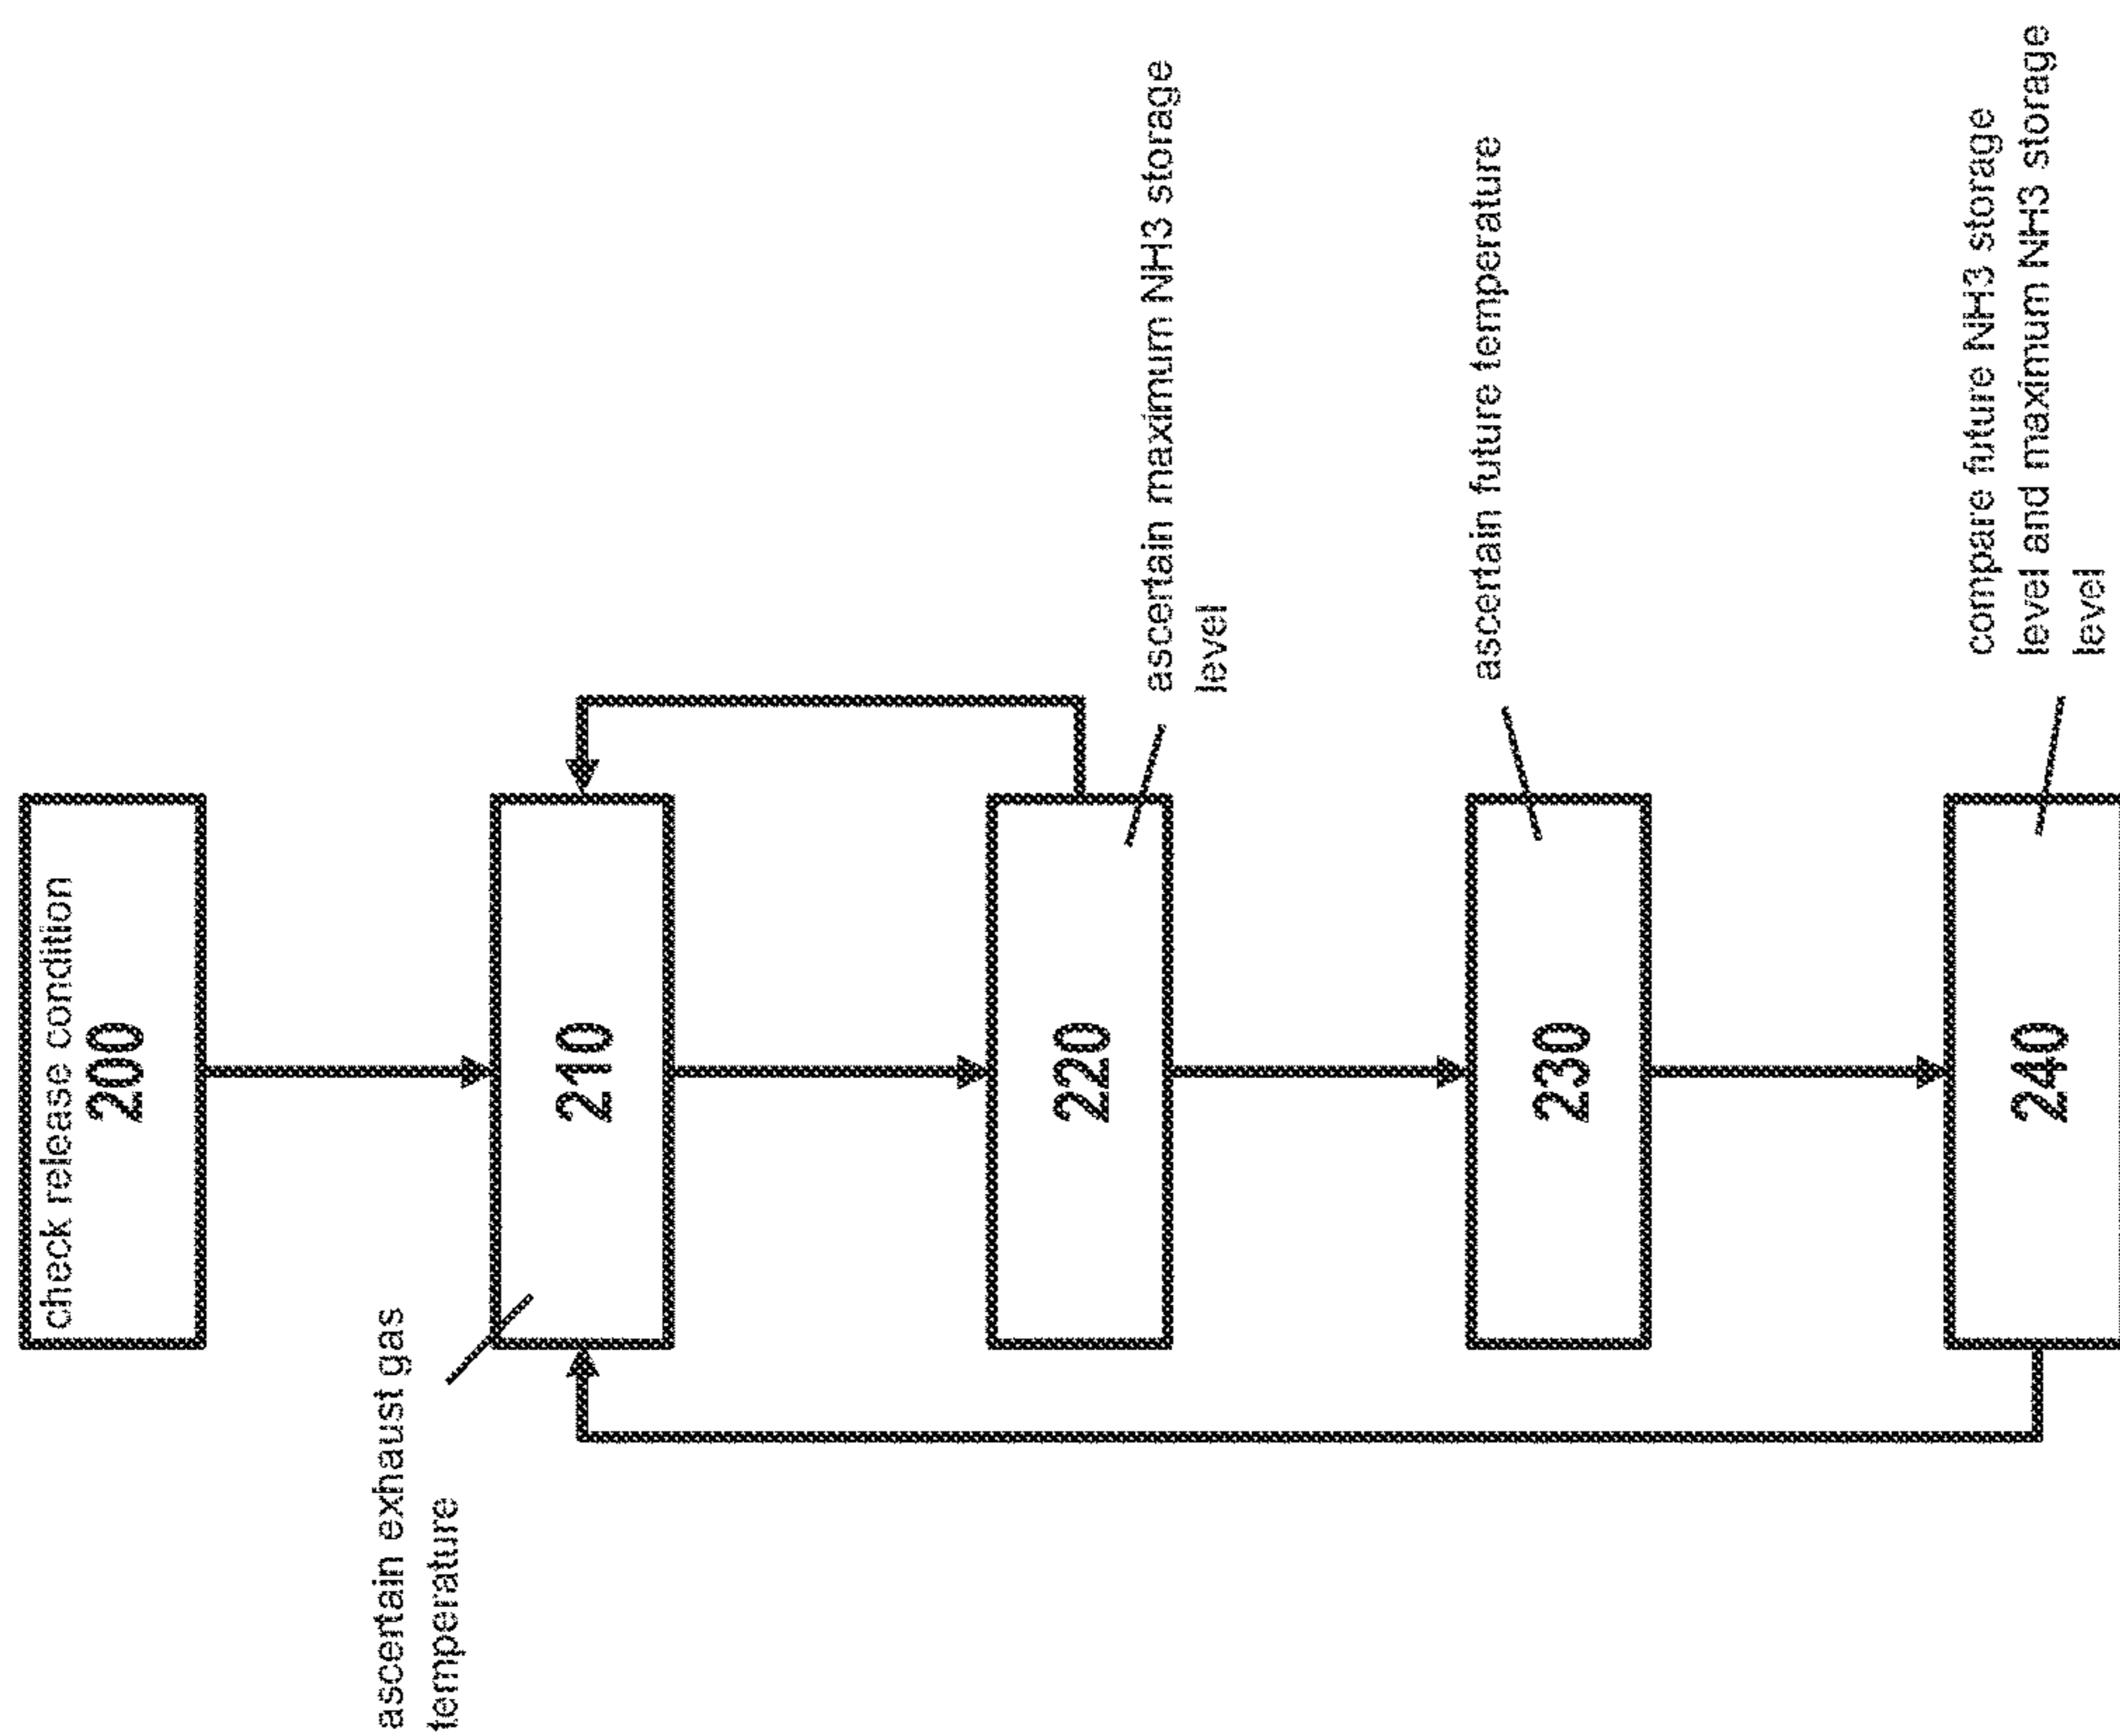 check release condition
200
ascertain exhaust gas
temperature
210
220
ascertain maximum NH3 storage
level
230
ascertain future temperature
240
compare future NH3 storage
level and maximum NH3 storage
level